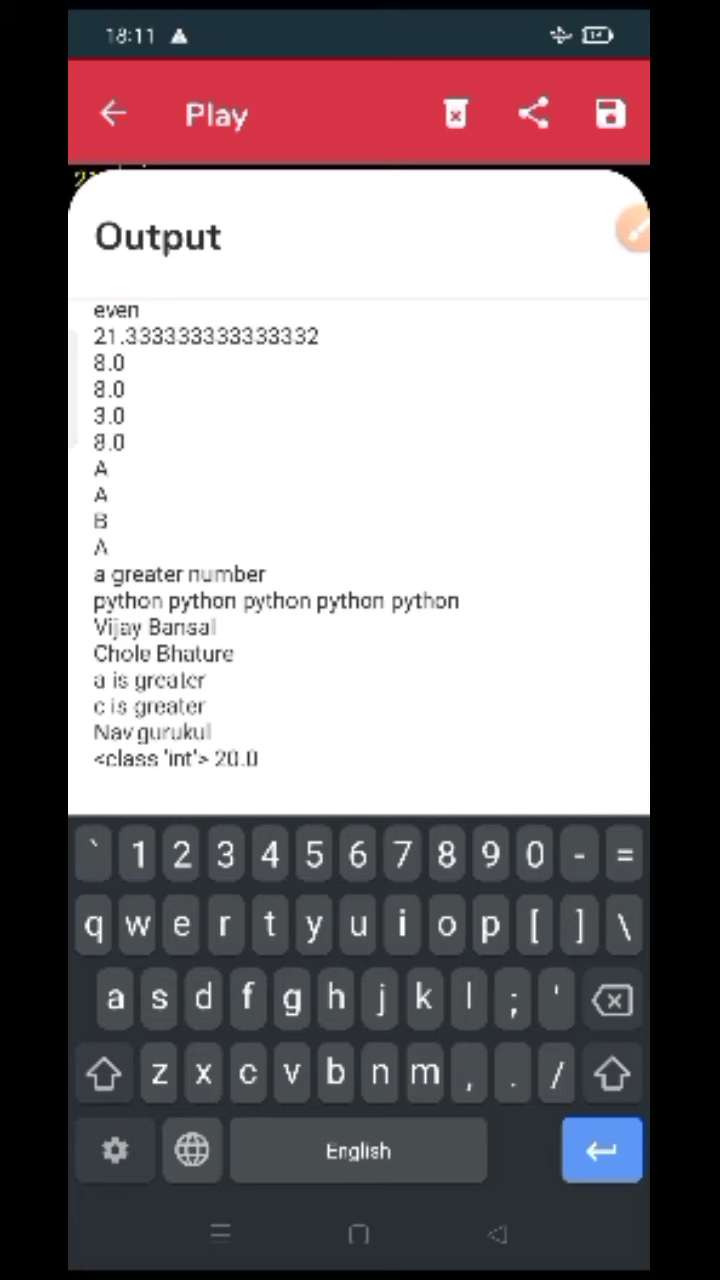 18:11
Play
Output
even
21.333333333333332
8.0
8.0
3.0
8.0
A
A
B
A
a greater number
python python python python python
Vijay Bansal
Chole Bhature
a is greater
c is greater
Nav gurukul
<class 'int'> 20.0
` 1 2 3 4 5 6 7 8 9 0 - =
q w e r t y u i o p [ ] \
a s d f g h j k l ; '
z x c v b n m , . /
English